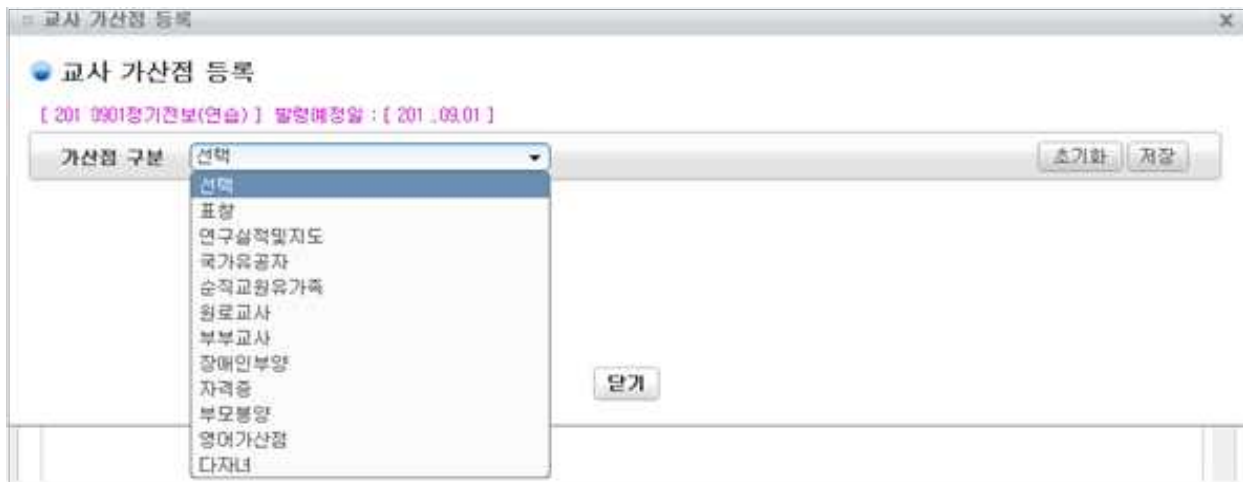 교사 가산점 등록
교사 가산점 등록
[ 201 0901정기전보(연습) ] 발령예정일 : [ 201 .09.01 ]
가산점 구분 선택 초기화 저장
선택
표창
연구실적및지도
국가유공자
순직교원유가족
원로교사
부부교사
장애인부양
자격증
부모봉양
영어가산점
다자녀
닫기